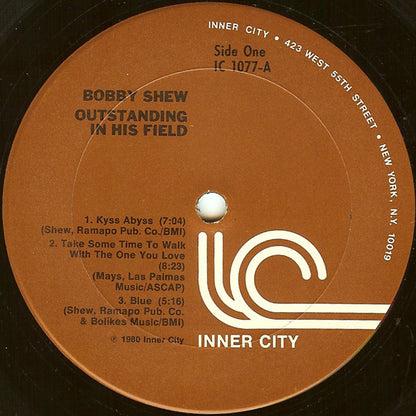 INNER CITY • 423 WEST 55TH STREET • NEW YORK, N.Y. 10019
Side One
IC 1077-A
BOBBY SHEW
OUTSTANDING
IN HIS FIELD
1. Kyss Abyss (7:04)
(Shew, Ramapo Pub. Co./BMI)
2. Take Some Time To Walk
With The One You Love
(6:23)
(Mays, Las Palmas
Music/ASCAP)
3. Blue (5:16)
(Shew, Ramapo Pub. Co.
& Bolikes Music/BMI)
℗ 1980 Inner City
INNER CITY